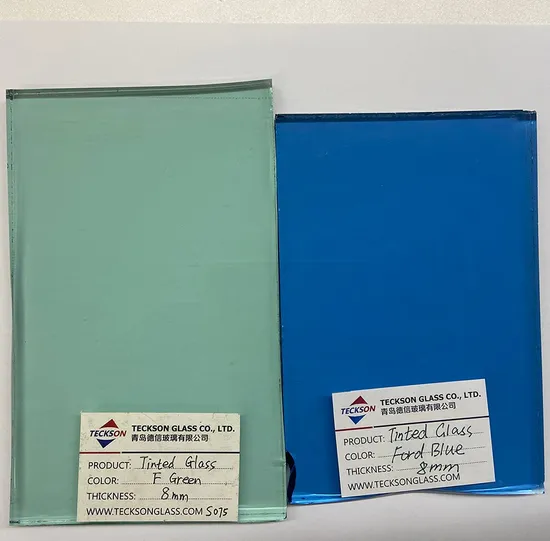 TECKSON
TECKSON GLASS CO., LTD.
青岛德信玻璃有限公司
PRODUCT: Tinted Glass
COLOR: F Green
THICKNESS: 8mm
WWW.TECKSONGLASS.COM S075
TECKSON
TECKSON GLASS CO., LTD.
青岛德信玻璃有限公司
PRODUCT: Tinted Glass
COLOR: Ford Blue
THICKNESS: 8mm
WWW.TECKSONGLASS.COM